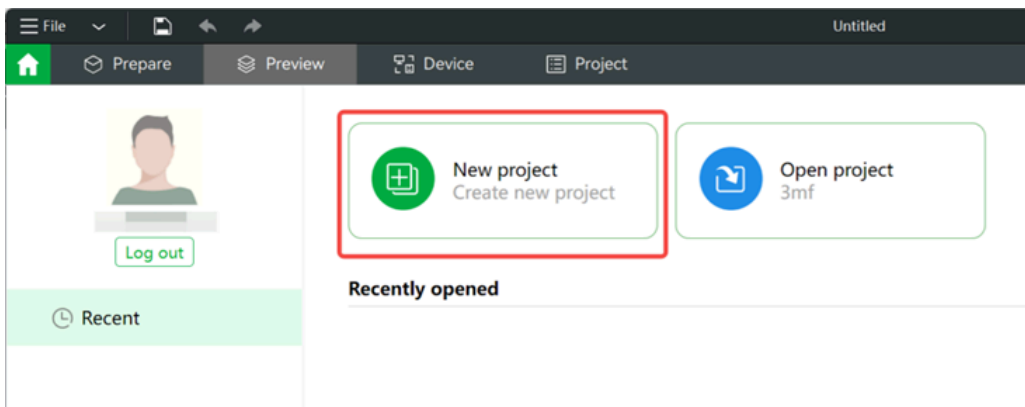 File
Untitled
Prepare
Preview
Device
Project
New project
Create new project
Open project
3mf
Log out
Recently opened
Recent